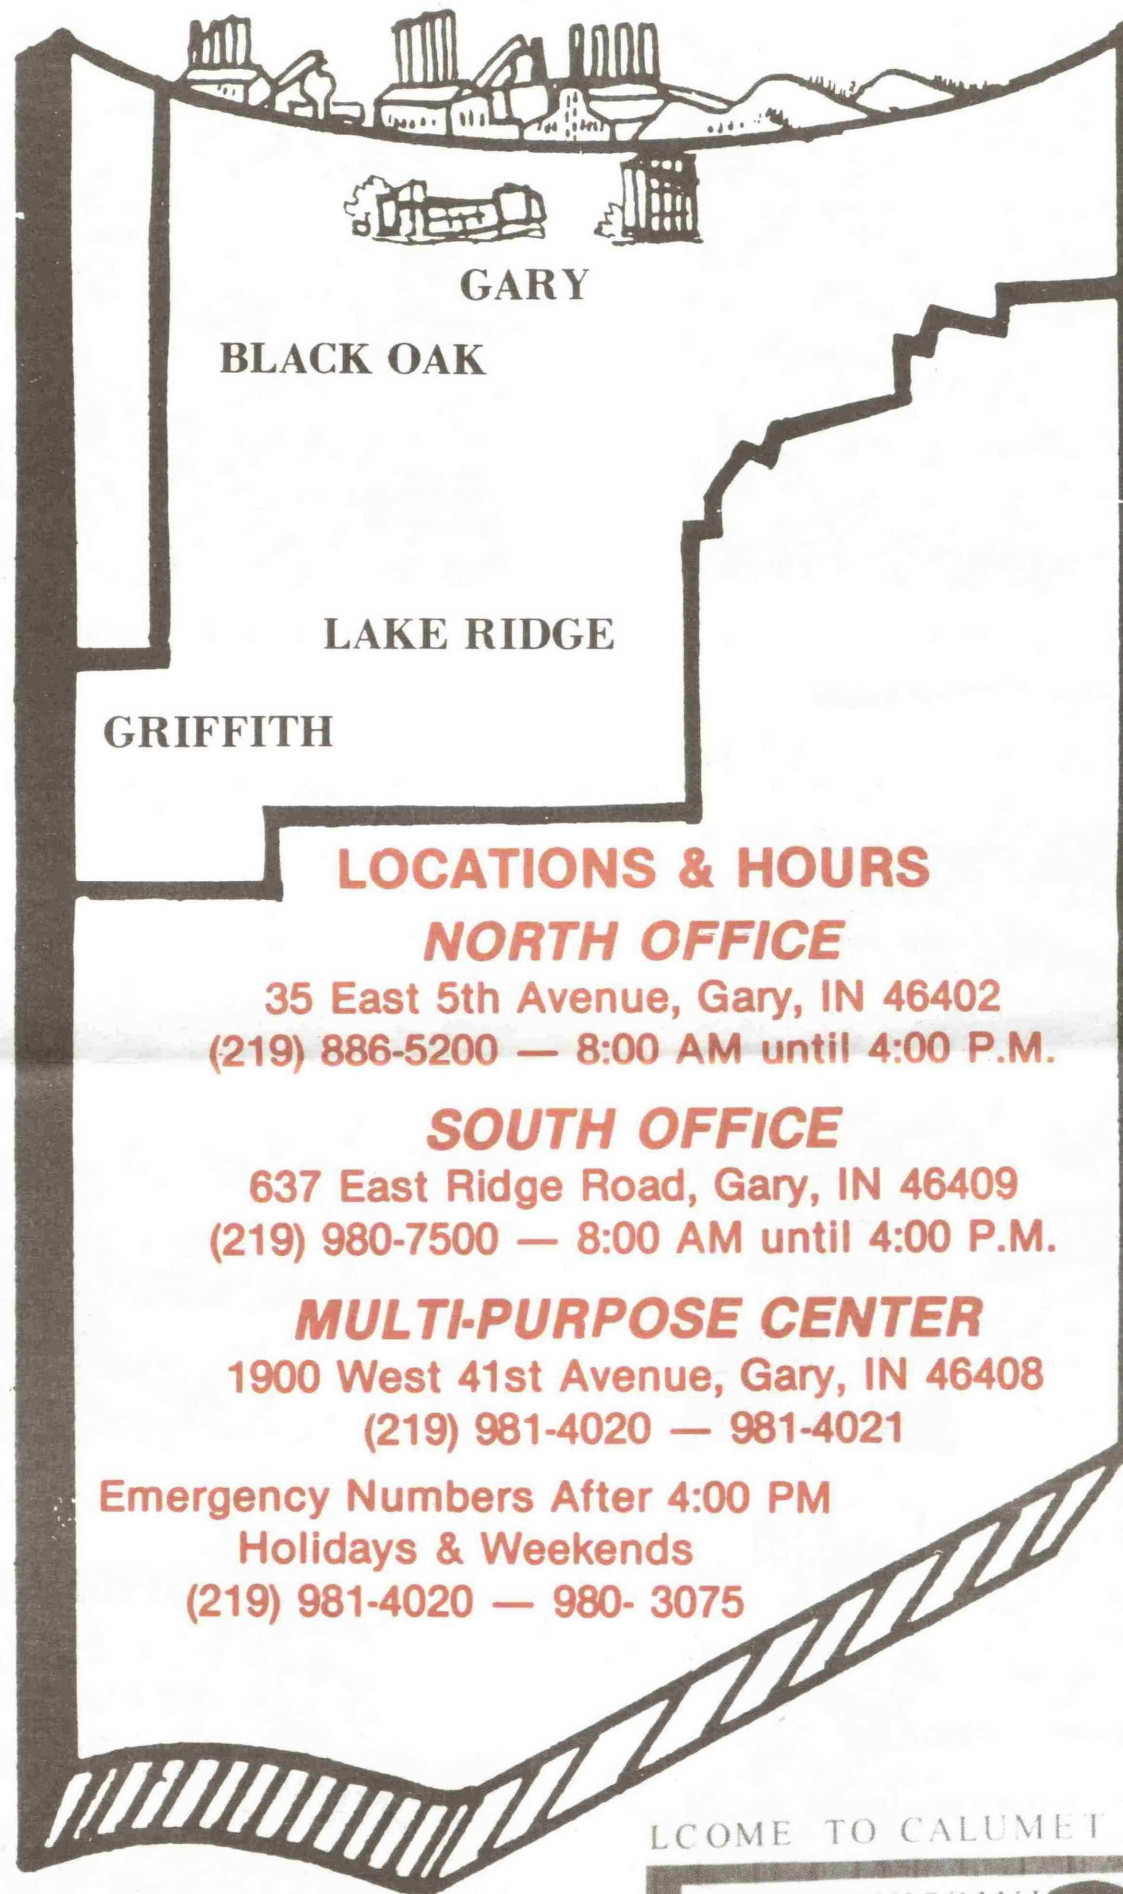 GARY
BLACK OAK
LAKE RIDGE
GRIFFITH
LOCATIONS & HOURS
NORTH OFFICE
35 East 5th Avenue, Gary, IN 46402
(219) 886-5200 — 8:00 AM until 4:00 P.M.
SOUTH OFFICE
637 East Ridge Road, Gary, IN 46409
(219) 980-7500 — 8:00 AM until 4:00 P.M.
MULTI-PURPOSE CENTER
1900 West 41st Avenue, Gary, IN 46408
(219) 981-4020 — 981-4021
Emergency Numbers After 4:00 PM
Holidays & Weekends
(219) 981-4020 — 980- 3075
LCOME TO CALUMET